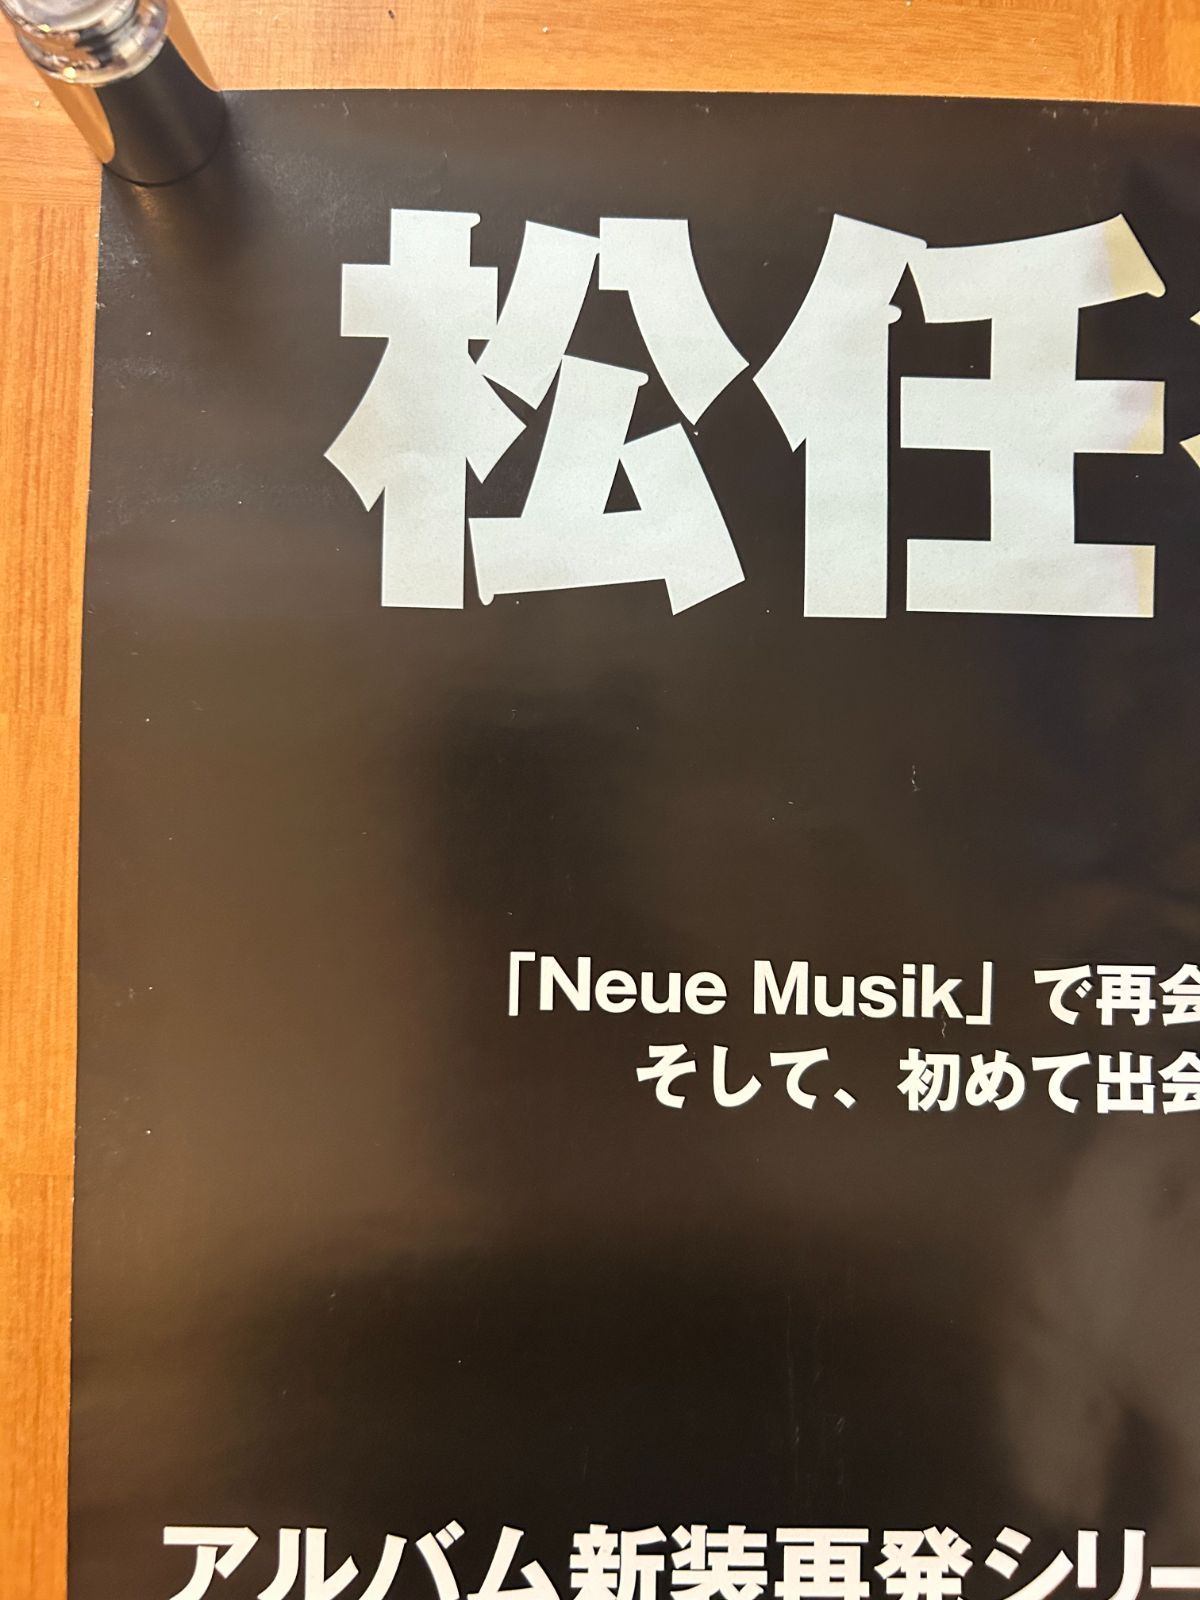 松任
「Neue Musik」で再会
そして、初めて出会
アルバム新装再発シリー